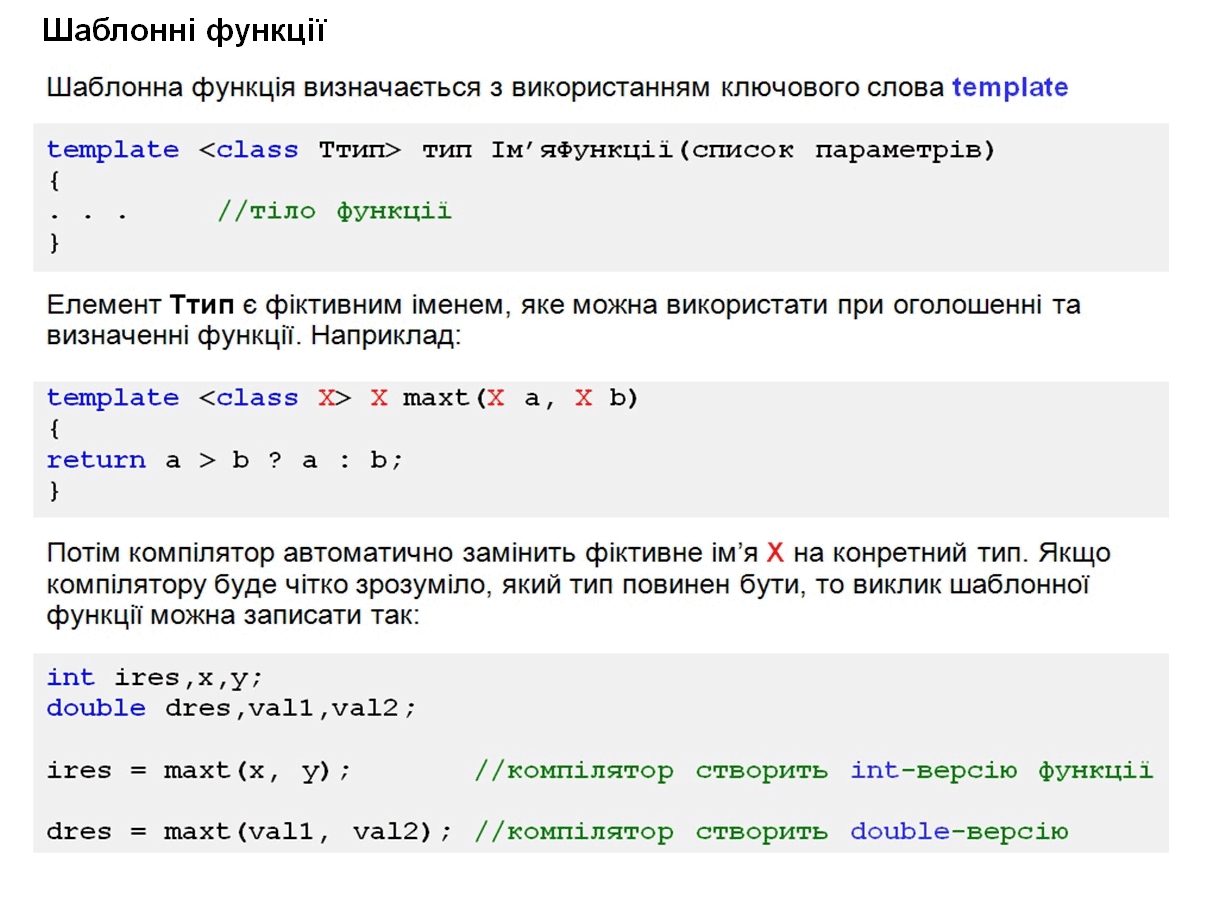 Шаблонні функції
Шаблонна функція визначається з використанням ключового слова template
template <class Ттип> тип Ім’яФункції(список параметрів)
{
. . . //тіло функції
}
Елемент Ттип є фіктивним іменем, яке можна використати при оголошенні та
визначенні функції. Наприклад:
template <class X> X maxt(X a, X b)
{
return a > b ? a : b;
}
Потім компілятор автоматично замінить фіктивне ім’я X на конретний тип. Якщо
компілятору буде чітко зрозуміло, який тип повинен бути, то виклик шаблонної
функції можна записати так:
int ires,x,y;
double dres,val1,val2;
ires = maxt(x, y); //компілятор створить int-версію функції
dres = maxt(val1, val2); //компілятор створить double-версію